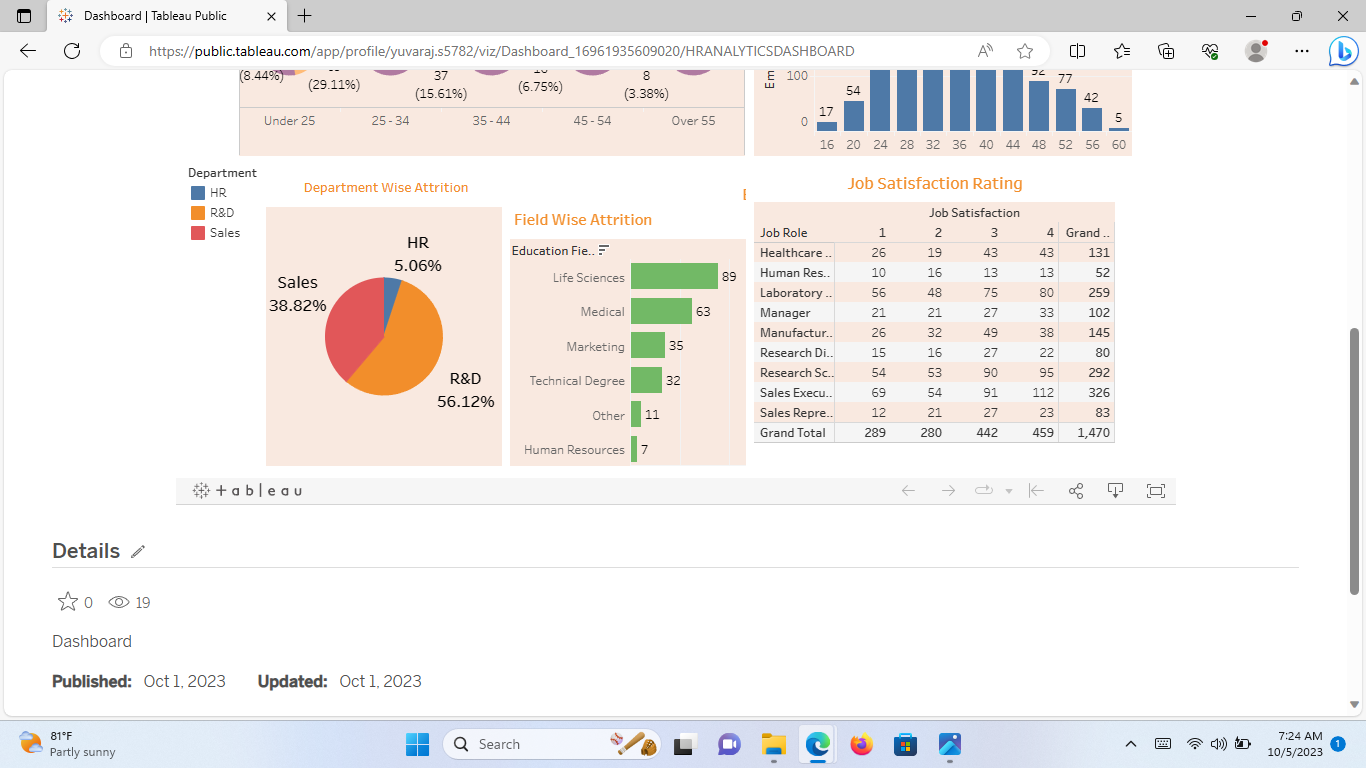 Dashboard | Tableau Public
https://public.tableau.com/app/profile/yuvaraj.s5782/viz/Dashboard_16961935609020/HRANALYTICSDASHBOARD
(8.44%)
(29.11%)
37
(15.61%)
(6.75%)
8
(3.38%)
Under 25 25 - 34 35 - 44 45 - 54 Over 55
100
0
17 54 92 77 42 5
16 20 24 28 32 36 40 44 48 52 56 60
Department
HR
R&D
Sales
Department Wise Attrition
HR
5.06%
Sales
38.82%
R&D
56.12%
Field Wise Attrition
Education Fie..
Life Sciences 89
Medical 63
Marketing 35
Technical Degree 32
Other 11
Human Resources 7
Job Satisfaction Rating
Job Satisfaction
Job Role 1 2 3 4 Grand ..
Healthcare .. 26 19 43 43 131
Human Res.. 10 16 13 13 52
Laboratory .. 56 48 75 80 259
Manager 21 21 27 33 102
Manufactur.. 26 32 49 38 145
Research Di.. 15 16 27 22 80
Research Sc.. 54 53 90 95 292
Sales Execu.. 69 54 91 112 326
Sales Repre.. 12 21 27 23 83
Grand Total 289 280 442 459 1,470
+ a b | e a u
Details
0 19
Dashboard
Published: Oct 1, 2023 Updated: Oct 1, 2023
81°F
Partly sunny
Search
7:24 AM
10/5/2023
1